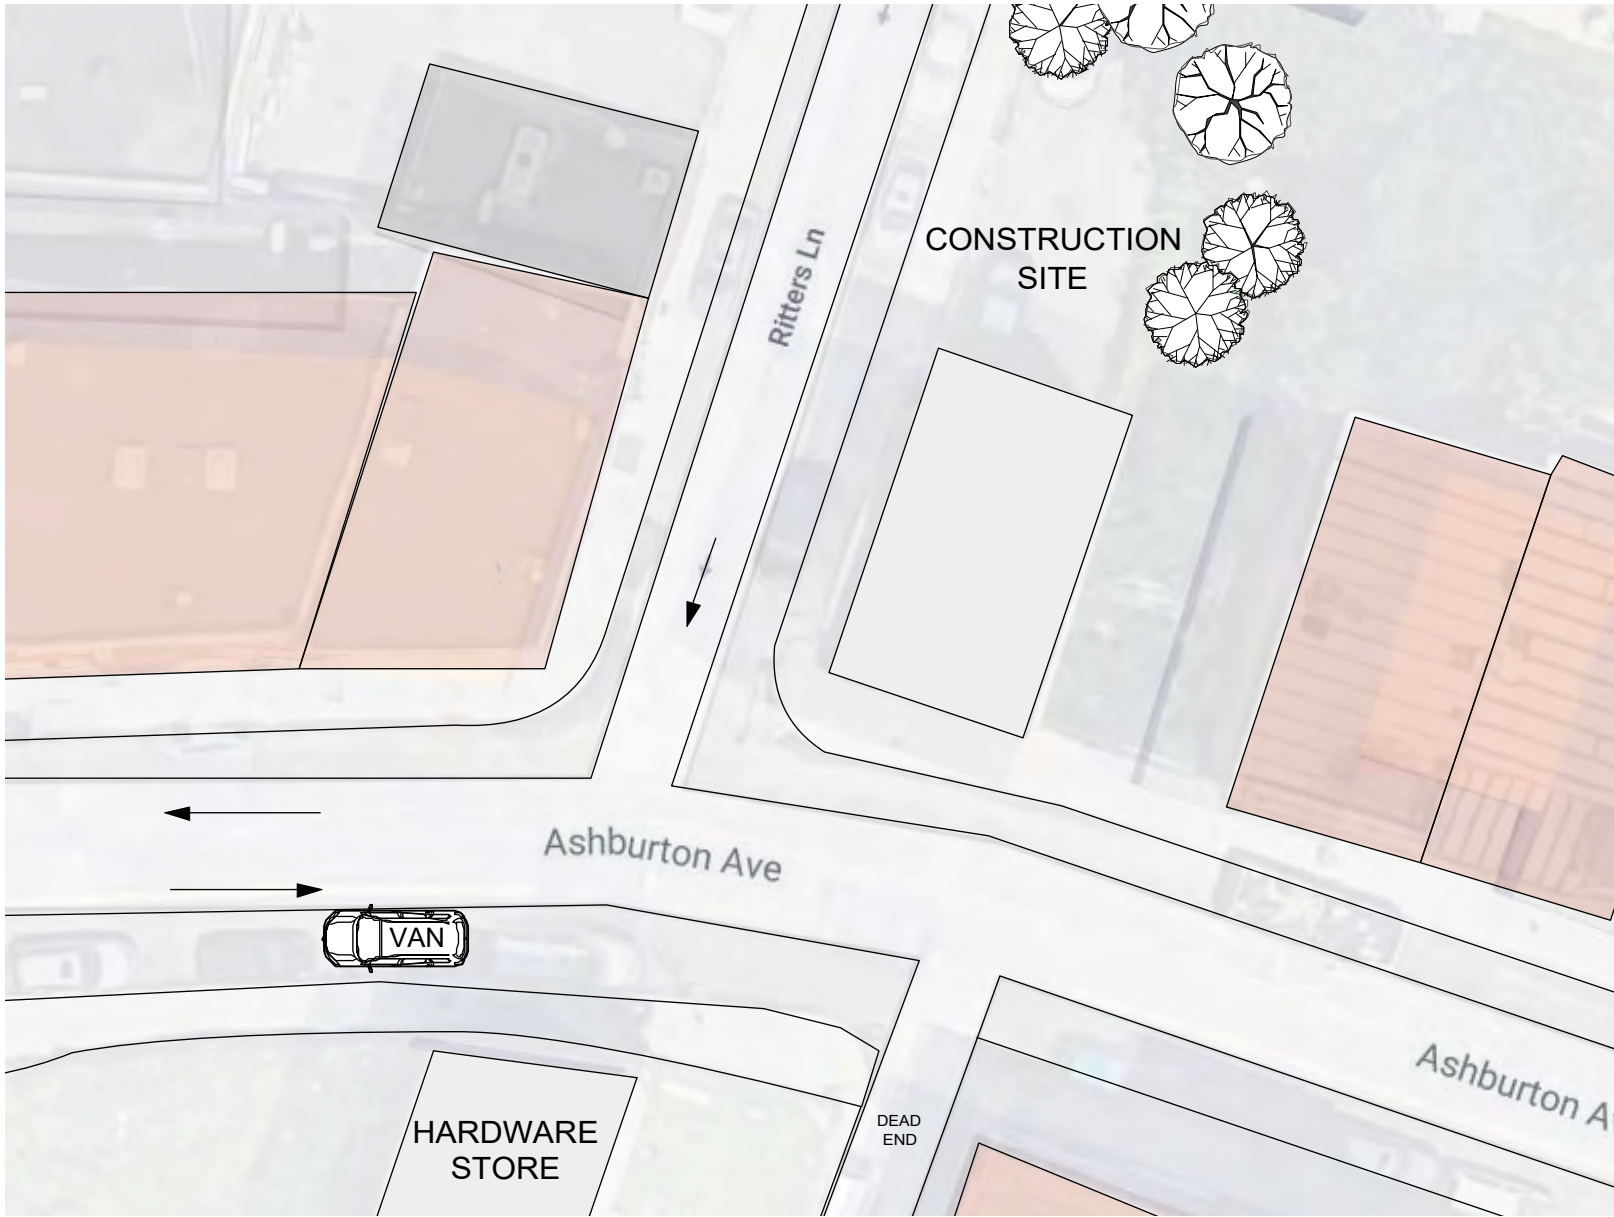 Ritters Ln
CONSTRUCTION
SITE
Ashburton Ave
VAN
Ashburton A
HARDWARE
STORE
DEAD
END